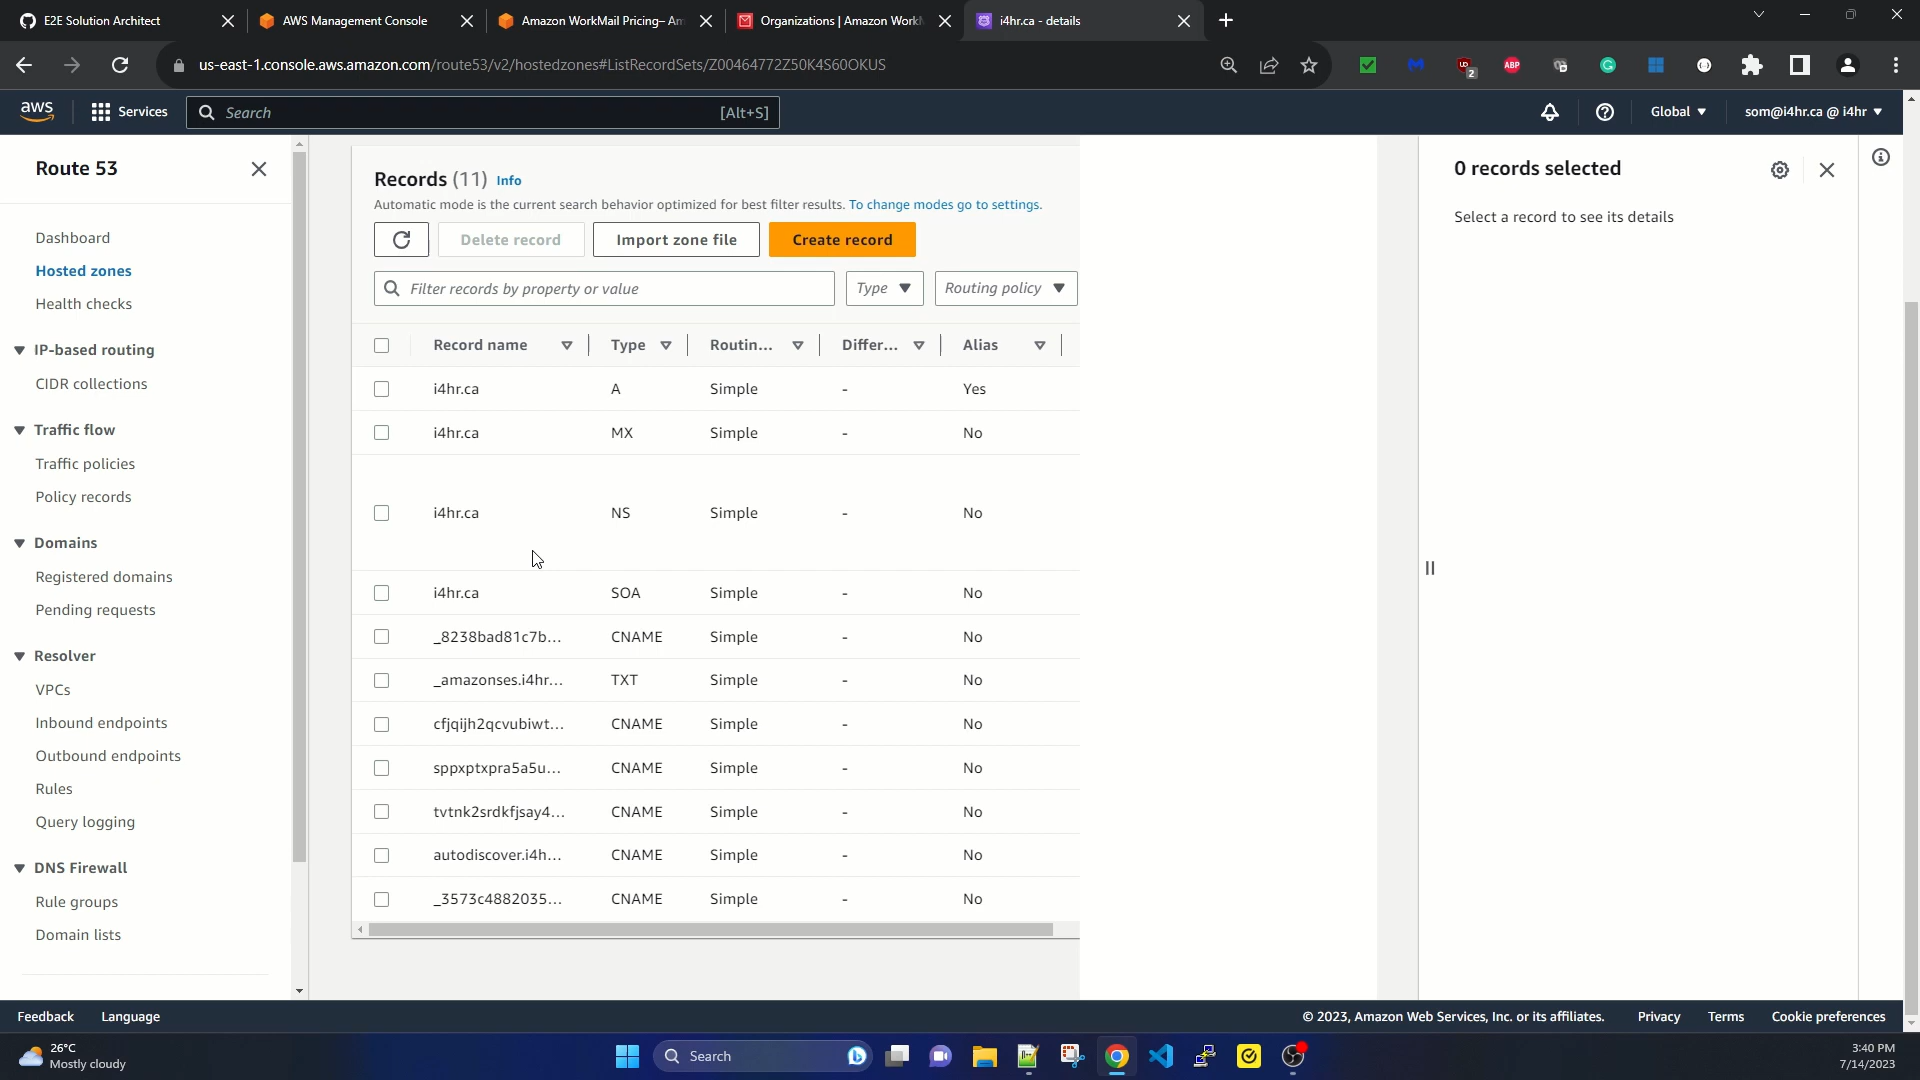 E2E Solution Architect
AWS Management Console
Amazon WorkMail Pricing– Am
Organizations | Amazon WorkM
i4hr.ca - details
us-east-1.console.aws.amazon.com/route53/v2/hostedzones#ListRecordSets/Z00464772Z50K4S60OKUS
2
ABP
aws
Services
Search
[Alt+S]
Global
som@i4hr.ca @ i4hr
Route 53
Dashboard
Hosted zones
Health checks
IP-based routing
CIDR collections
Traffic flow
Traffic policies
Policy records
Domains
Registered domains
Pending requests
Resolver
VPCs
Inbound endpoints
Outbound endpoints
Rules
Query logging
DNS Firewall
Rule groups
Domain lists
Records (11) Info
Automatic mode is the current search behavior optimized for best filter results. To change modes go to settings.
Delete record
Import zone file
Create record
Filter records by property or value
Type
Routing policy
Record name Type Routin... Differ... Alias
i4hr.ca A Simple - Yes
i4hr.ca MX Simple - No
i4hr.ca NS Simple - No
i4hr.ca SOA Simple - No
_8238bad81c7b... CNAME Simple - No
_amazonses.i4hr... TXT Simple - No
cfjqijh2qcvubiwt... CNAME Simple - No
sppxptxpra5a5u... CNAME Simple - No
tvtnk2srdkfjsay4... CNAME Simple - No
autodiscover.i4h... CNAME Simple - No
_3573c4882035... CNAME Simple - No
0 records selected
Select a record to see its details
Feedback
Language
© 2023, Amazon Web Services, Inc. or its affiliates.
Privacy
Terms
Cookie preferences
26°C
Mostly cloudy
Search
3:40 PM
7/14/2023